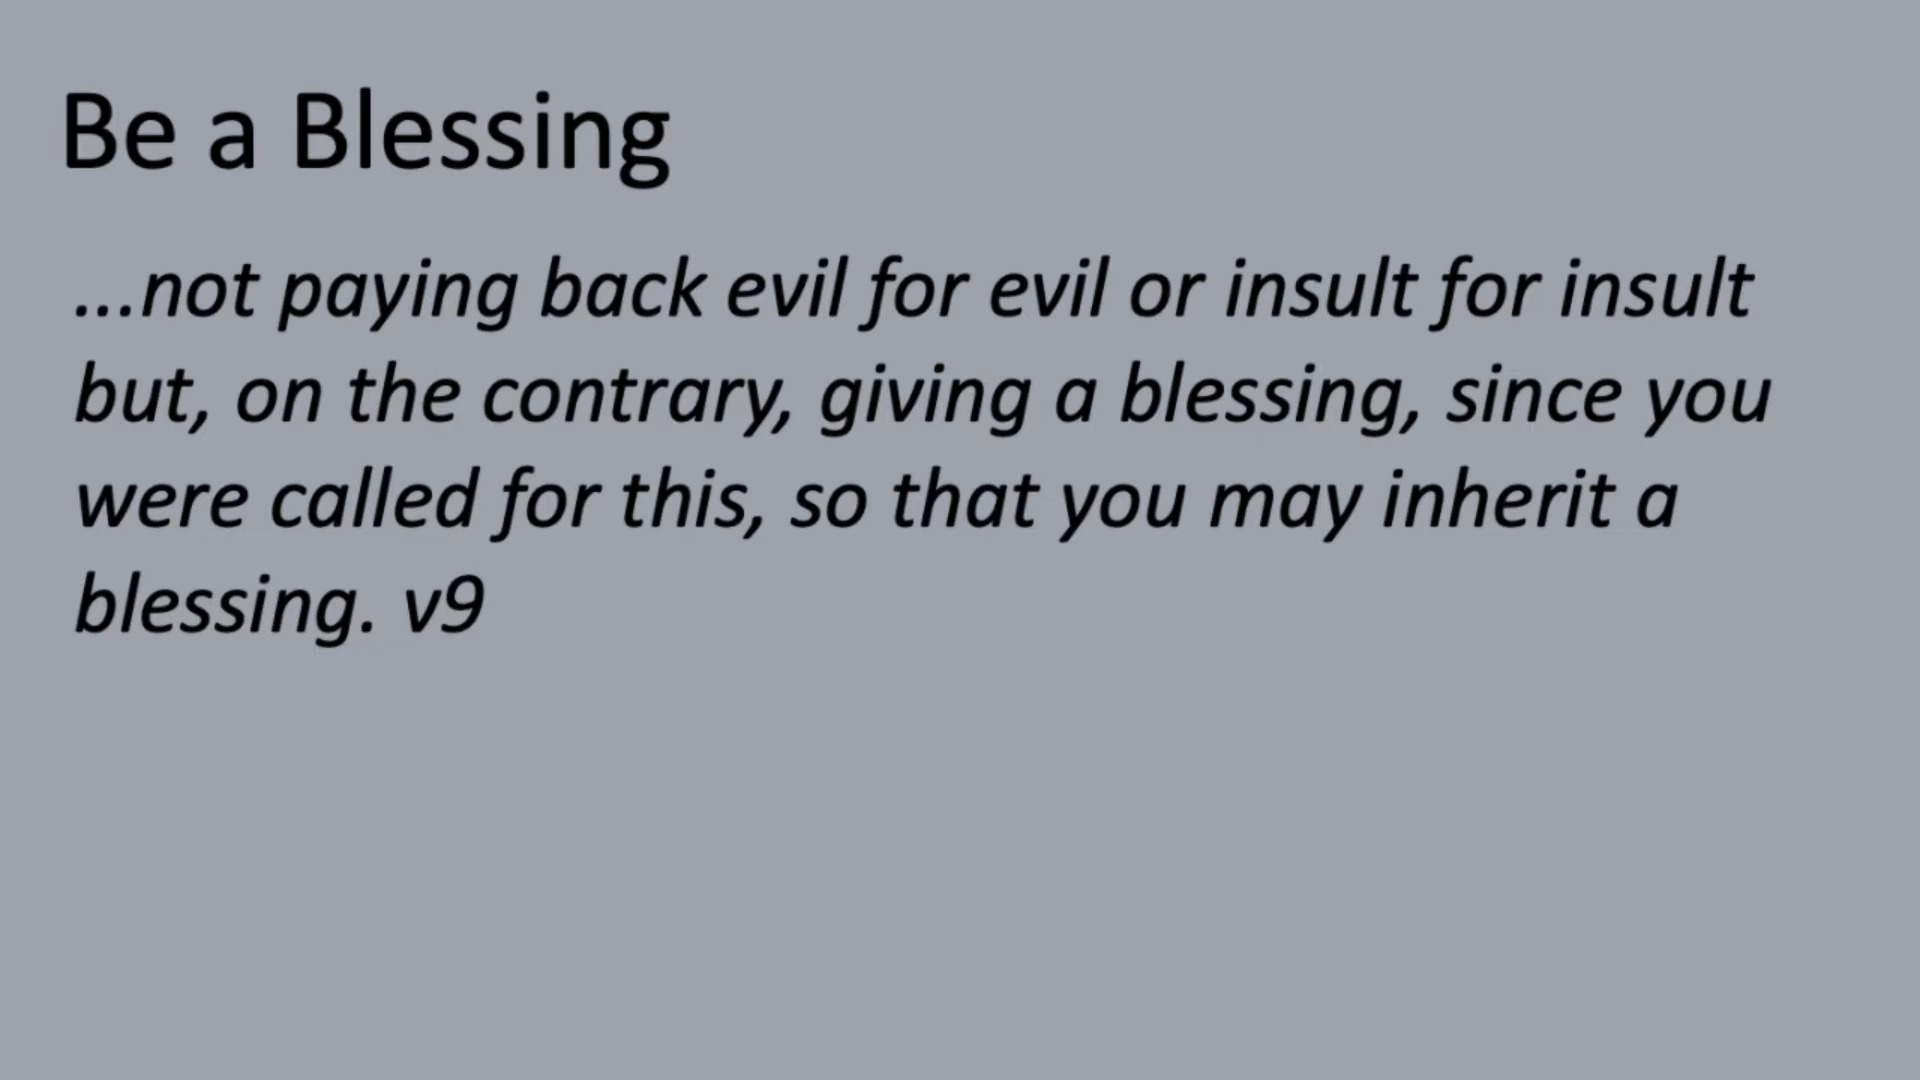 Be a Blessing
...not paying back evil for evil or insult for insult
but, on the contrary, giving a blessing, since you
were called for this, so that you may inherit a
blessing. v9